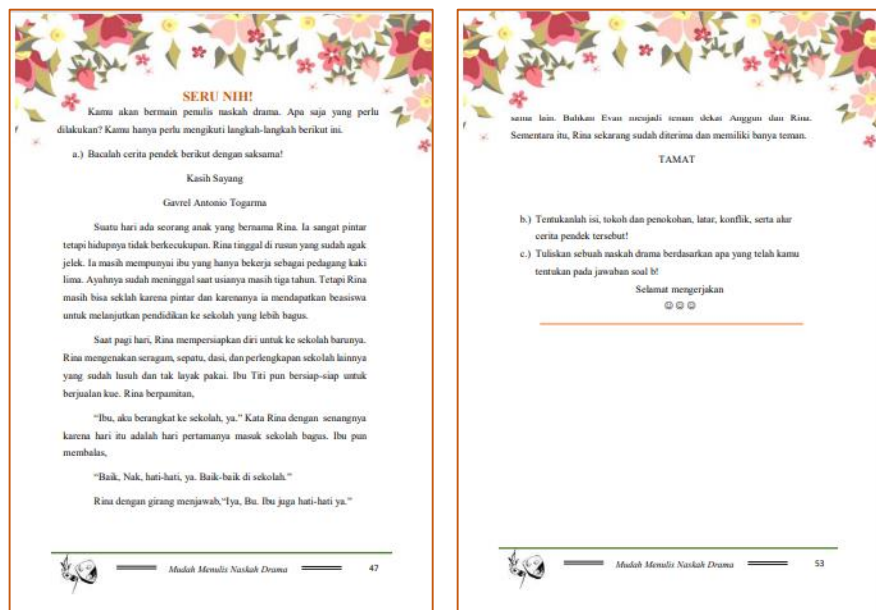 SERU NIH!
Kamu akan bermain penulis naskah drama. Apa saja yang perlu
dilakukan? Kamu hanya perlu mengikuti langkah-langkah berikut ini.
a.) Bacalah cerita pendek berikut dengan saksama!
Kasih Sayang
Gavrel Antonio Togarma
Suatu hari ada seorang anak yang bernama Rina. Ia sangat pintar
tetapi hidupnya tidak berkecukupan. Rina tinggal di rusun yang sudah agak
jelek. Ia masih mempunyai ibu yang hanya bekerja sebagai pedagang kaki
lima. Ayahnya sudah meninggal saat usianya masih tiga tahun. Tetapi Rina
masih bisa seklah karena pintar dan karenanya ia mendapatkan beasiswa
untuk melanjutkan pendidikan ke sekolah yang lebih bagus.
Saat pagi hari, Rina mempersiapkan diri untuk ke sekolah barunya.
Rina mengenakan seragam, sepatu, dasi, dan perlengkapan sekolah lainnya
yang sudah lusuh dan tak layak pakai. Ibu Titi pun bersiap-siap untuk
berjualan kue. Rina berpamitan,
“Ibu, aku berangkat ke sekolah, ya.” Kata Rina dengan senangnya
karena hari itu adalah hari pertamanya masuk sekolah bagus. Ibu pun
membalas,
“Baik, Nak, hati-hati, ya. Baik-baik di sekolah.”
Rina dengan girang menjawab,“Iya, Bu. Ibu juga hati-hati ya.”
Mudah Menulis Naskah Drama 47
sama lain. Bahkan Evan menjadi teman dekat Anggun dan Rina.
Sementara itu, Rina sekarang sudah diterima dan memiliki banya teman.
TAMAT
b.) Tentukanlah isi, tokoh dan penokohan, latar, konflik, serta alur
cerita pendek tersebut!
c.) Tuliskan sebuah naskah drama berdasarkan apa yang telah kamu
tentukan pada jawaban soal b!
Selamat mengerjakan
☺☺☺
Mudah Menulis Naskah Drama 53